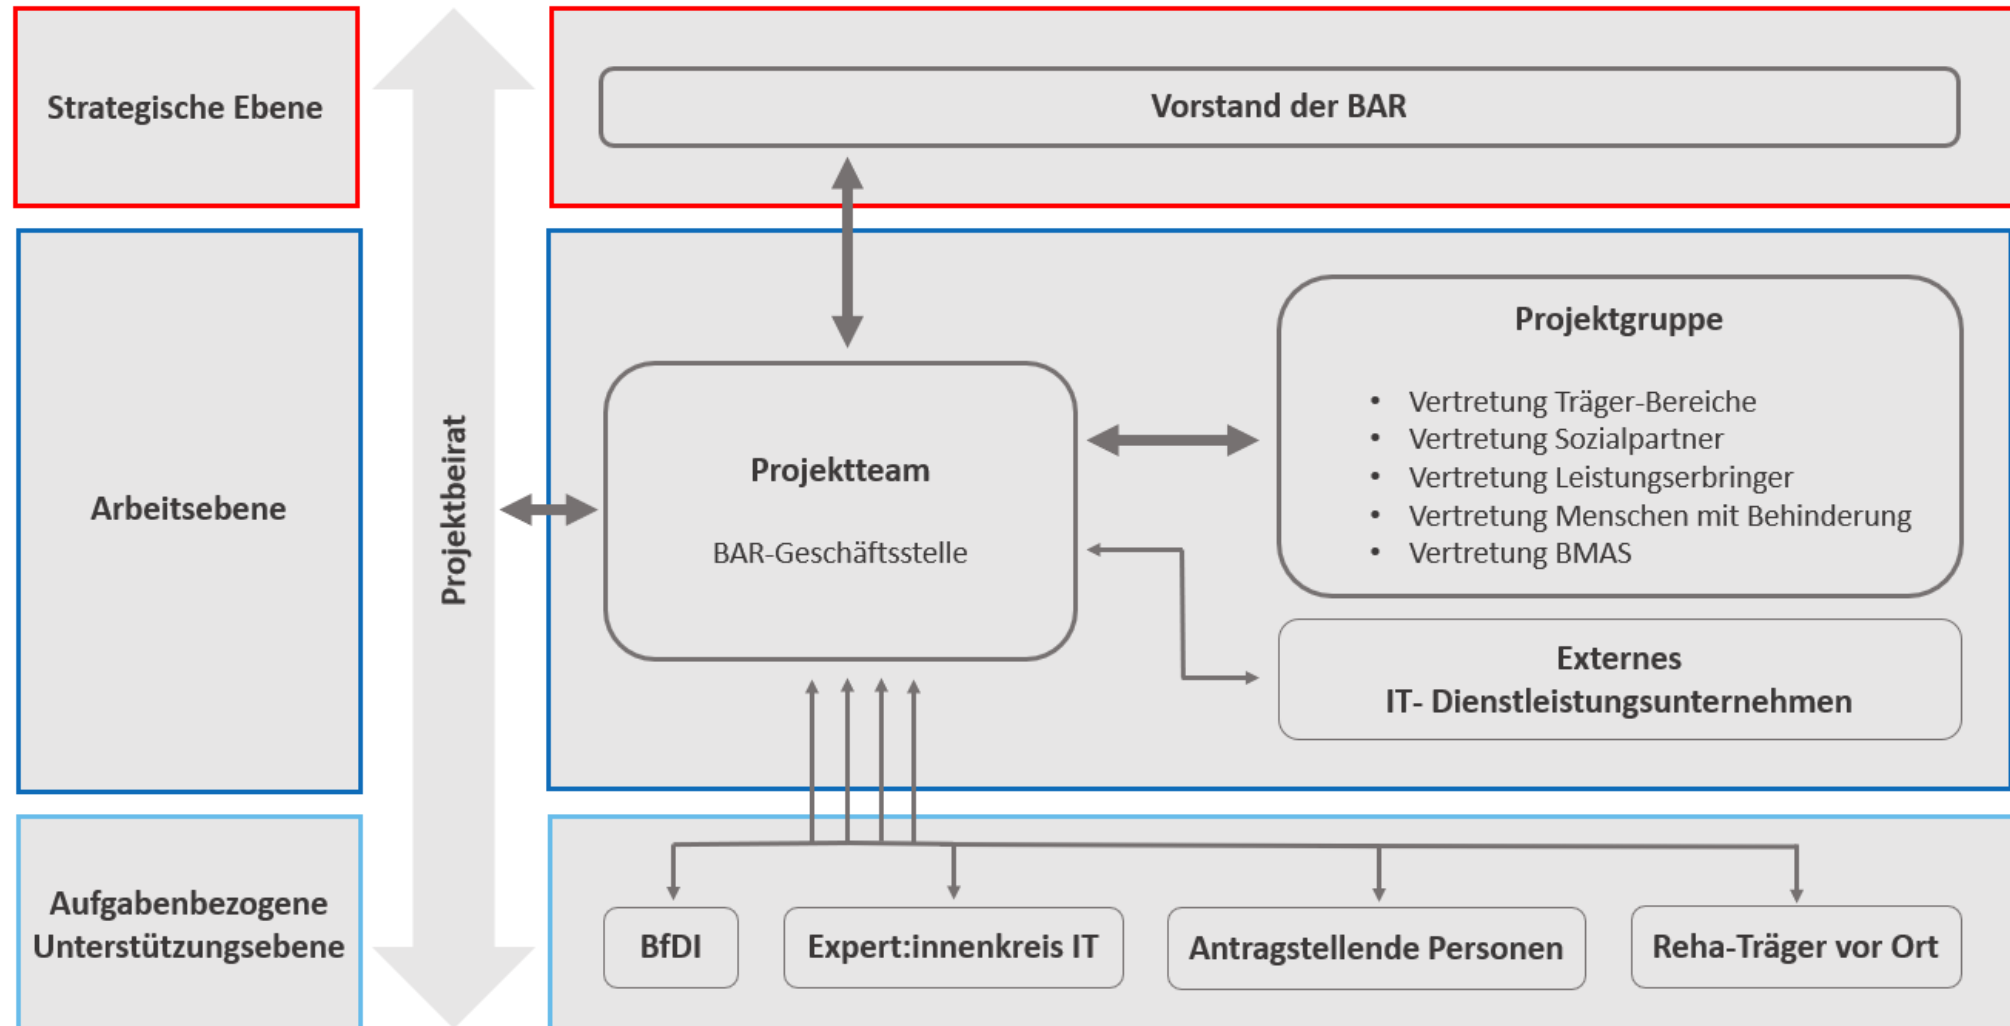 Strategische Ebene
Vorstand der BAR
Arbeitsebene
Projektbeirat
Projektteam
BAR-Geschäftsstelle
Projektgruppe
• Vertretung Träger-Bereiche
• Vertretung Sozialpartner
• Vertretung Leistungserbringer
• Vertretung Menschen mit Behinderung
• Vertretung BMAS
Externes
IT- Dienstleistungsunternehmen
Aufgabenbezogene
Unterstützungsebene
BfDI
Expert:innenkreis IT
Antragstellende Personen
Reha-Träger vor Ort